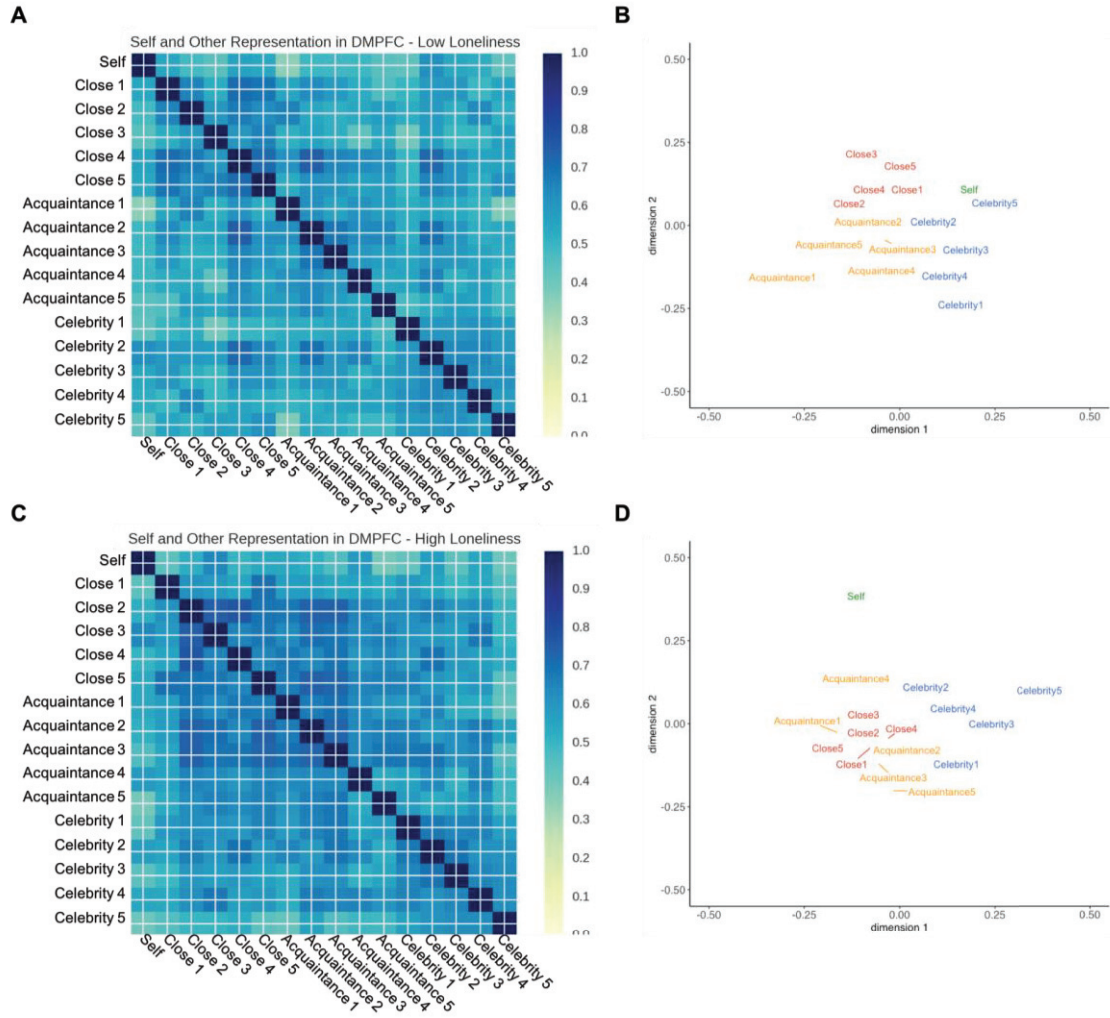 A
Self and Other Representation in DMPFC - Low Loneliness
Self
Close 1
Close 2
Close 3
Close 4
Close 5
Acquaintance 1
Acquaintance 2
Acquaintance 3
Acquaintance 4
Acquaintance 5
Celebrity 1
Celebrity 2
Celebrity 3
Celebrity 4
Celebrity 5
Self
Close 1
Close 2
Close 3
Close 4
Close 5
Acquaintance 1
Acquaintance 2
Acquaintance 3
Acquaintance 4
Acquaintance 5
Celebrity 1
Celebrity 2
Celebrity 3
Celebrity 4
Celebrity 5
1.0
0.9
0.8
0.7
0.6
0.5
0.4
0.3
0.2
0.1
0.0
B
dimension 2
0.50
0.25
0.00
-0.25
-0.50
Close3
Close5
Close4
Close1
Self
Close2
Celebrity5
Acquaintance2
Celebrity2
Acquaintance5
Acquaintance3
Celebrity3
Acquaintance1
Acquaintance4
Celebrity4
Celebrity1
-0.50
-0.25
0.00
0.25
0.50
dimension 1
C
Self and Other Representation in DMPFC - High Loneliness
Self
Close 1
Close 2
Close 3
Close 4
Close 5
Acquaintance 1
Acquaintance 2
Acquaintance 3
Acquaintance 4
Acquaintance 5
Celebrity 1
Celebrity 2
Celebrity 3
Celebrity 4
Celebrity 5
Self
Close 1
Close 2
Close 3
Close 4
Close 5
Acquaintance 1
Acquaintance 2
Acquaintance 3
Acquaintance 4
Acquaintance 5
Celebrity 1
Celebrity 2
Celebrity 3
Celebrity 4
Celebrity 5
1.0
0.9
0.8
0.7
0.6
0.5
0.4
0.3
0.2
0.1
0.0
D
dimension 2
0.50
0.25
0.00
-0.25
-0.50
Self
Acquaintance4
Celebrity2
Celebrity5
Acquaintance1
Close3
Celebrity4
Close2
Close4
Celebrity3
Close5
Acquaintance2
Close1
Celebrity1
Acquaintance3
Acquaintance5
-0.50
-0.25
0.00
0.25
0.50
dimension 1